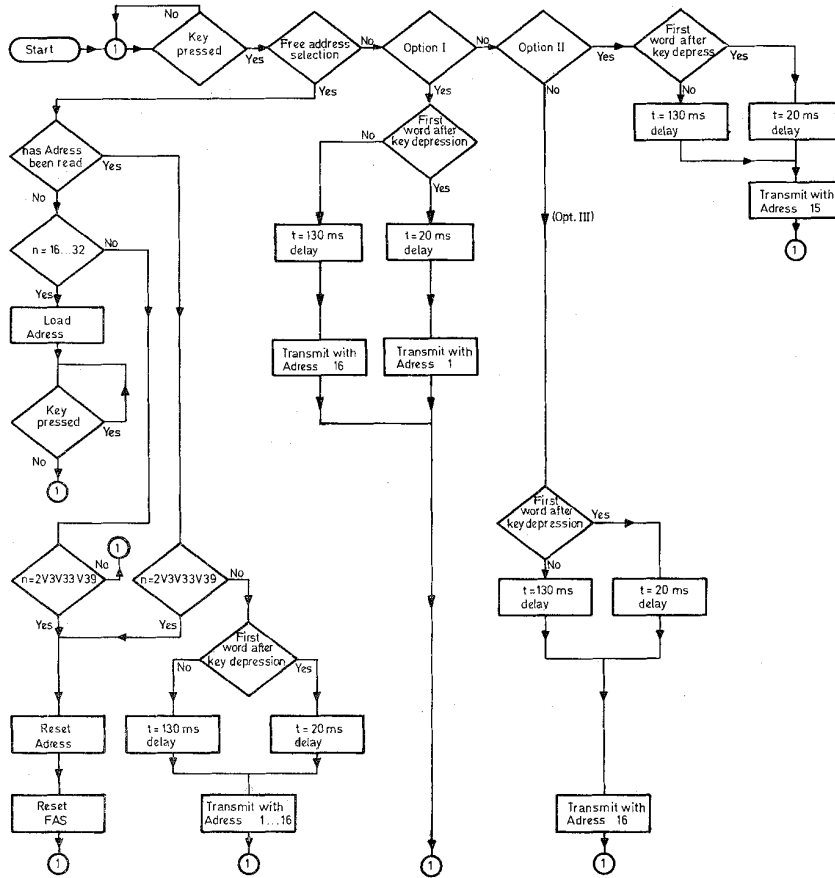 Start
1
No
Key
pressed
Yes
Free address
selection
No
Yes
Option I
No
Yes
Option II
Yes
No
First
word after
key depress
Yes
No
t = 130 ms
delay
t = 20 ms
delay
Transmit with
Adress 15
1
has Adress
been read
Yes
No
n = 16...32
No
Yes
Load
Adress
Key
pressed
Yes
No
1
First
word after
key depression
No
Yes
t = 130 ms
delay
t = 20 ms
delay
Transmit with
Adress 16
Transmit with
Adress 1
1
(Opt. III)
First
word after
key depression
Yes
No
t = 130 ms
delay
t = 20 ms
delay
Transmit with
Adress 16
1
n=2V3V33V39
No
1
Yes
n=2V3V33V39
No
Yes
First
word after
key depression
No
Yes
t = 130 ms
delay
t = 20 ms
delay
Transmit with
Adress 1...16
1
Reset
Adress
Reset
FAS
1